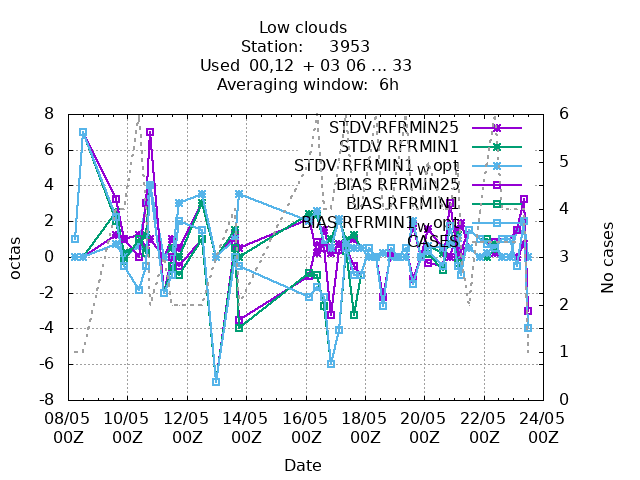 Low clouds
Station: 3953
Used 00,12 + 03 06 ... 33
Averaging window: 6h
STDV RFRMIN25
STDV RFRMIN1
STDV RFRMIN1_w_opt
BIAS RFRMIN25
BIAS RFRMIN1
BIAS RFRMIN1_w_opt
CASES
octas
8
6
4
2
0
-2
-4
-6
-8
No cases
6
5
4
3
2
1
0
08/05 10/05 12/05 14/05 16/05 18/05 20/05 22/05 24/05
00Z 00Z 00Z 00Z 00Z 00Z 00Z 00Z 00Z
Date